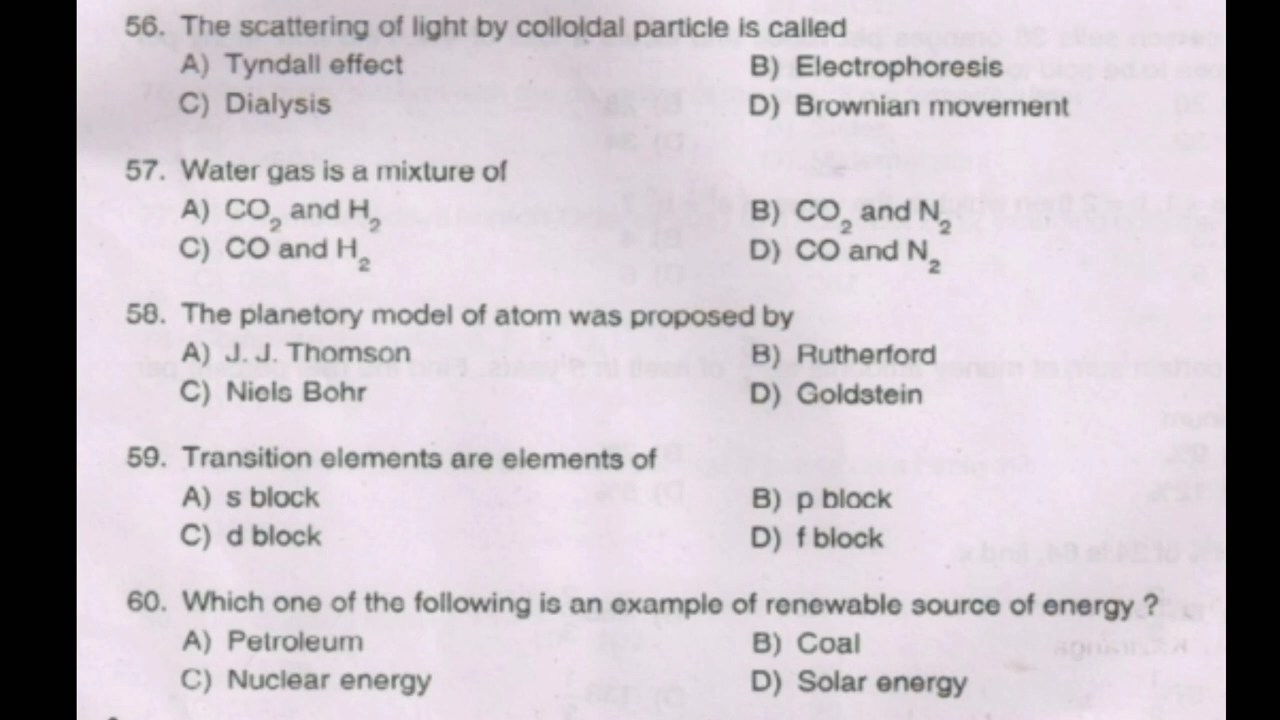 56. The scattering of light by colloidal particle is called
A) Tyndall effect B) Electrophoresis
C) Dialysis D) Brownian movement
57. Water gas is a mixture of
A) CO₂ and H₂ B) CO₂ and N₂
C) CO and H₂ D) CO and N₂
58. The planetory model of atom was proposed by
A) J. J. Thomson B) Rutherford
C) Niels Bohr D) Goldstein
59. Transition elements are elements of
A) s block B) p block
C) d block D) f block
60. Which one of the following is an example of renewable source of energy ?
A) Petroleum B) Coal
C) Nuclear energy D) Solar energy